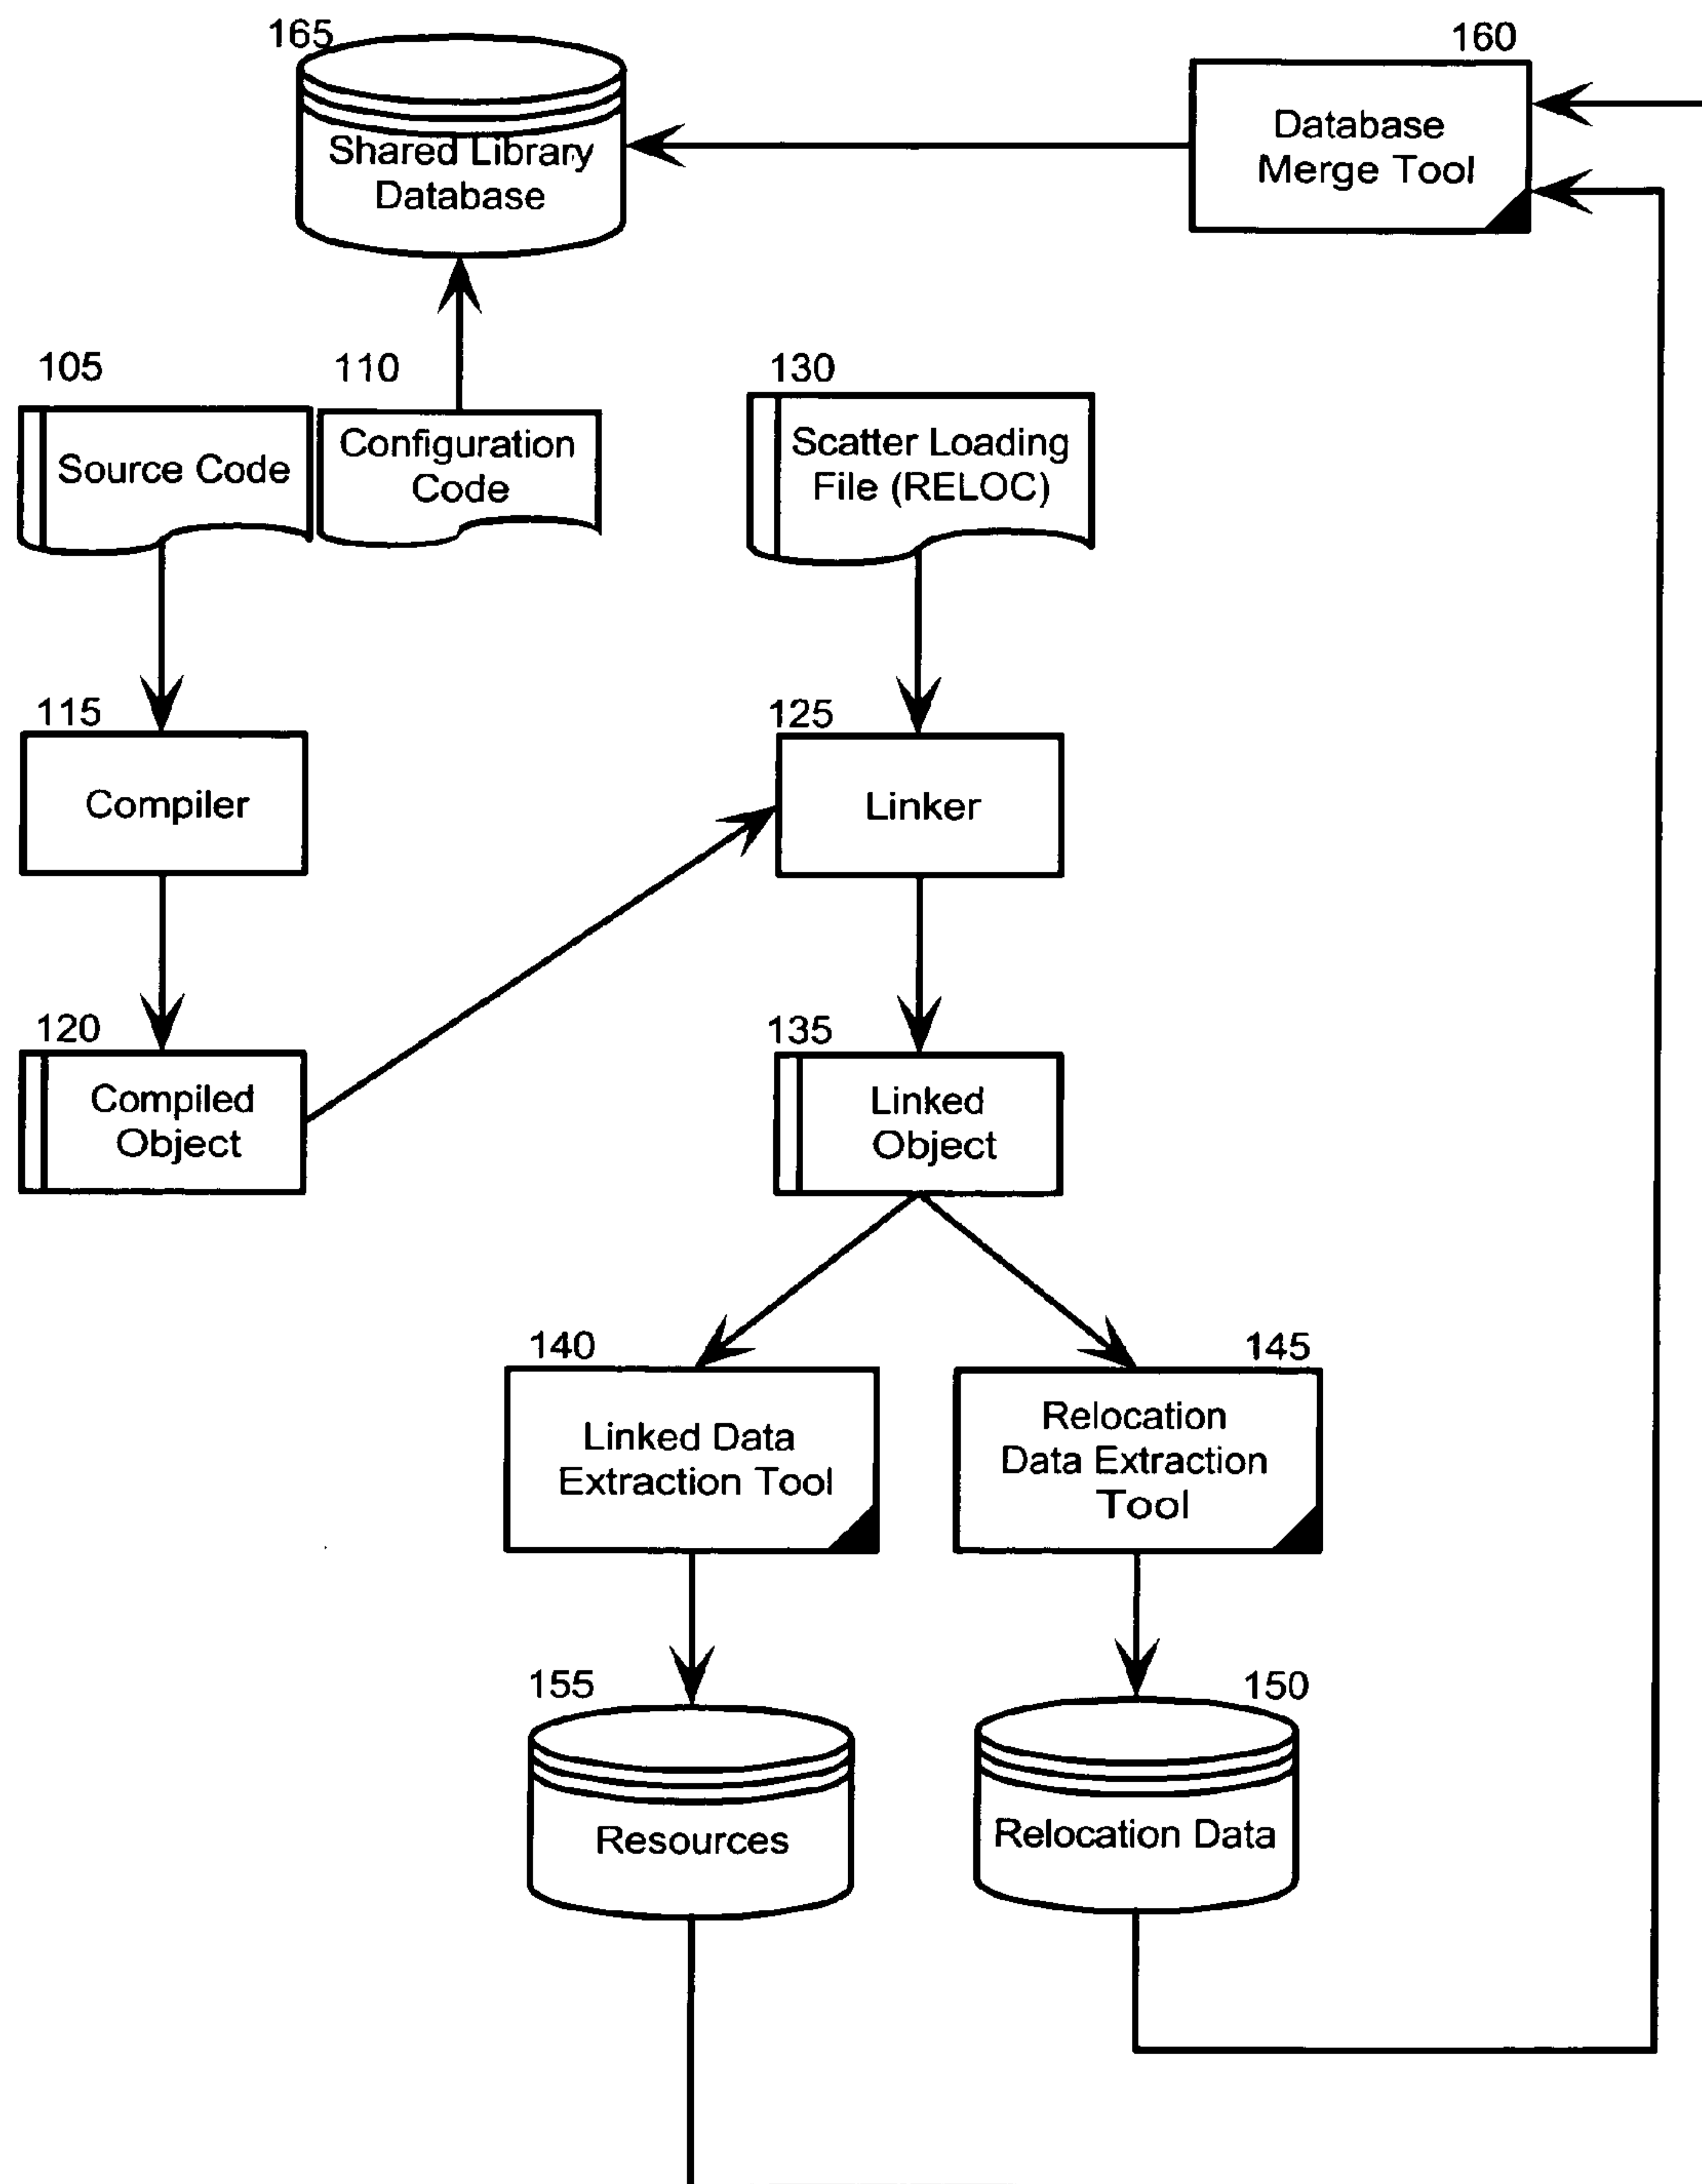 165
Shared Library
Database
160
Database
Merge Tool
105
Source Code
110
Configuration
Code
130
Scatter Loading
File (RELOC)
115
Compiler
125
Linker
120
Compiled
Object
135
Linked
Object
140
Linked Data
Extraction Tool
145
Relocation
Data Extraction
Tool
155
Resources
150
Relocation Data